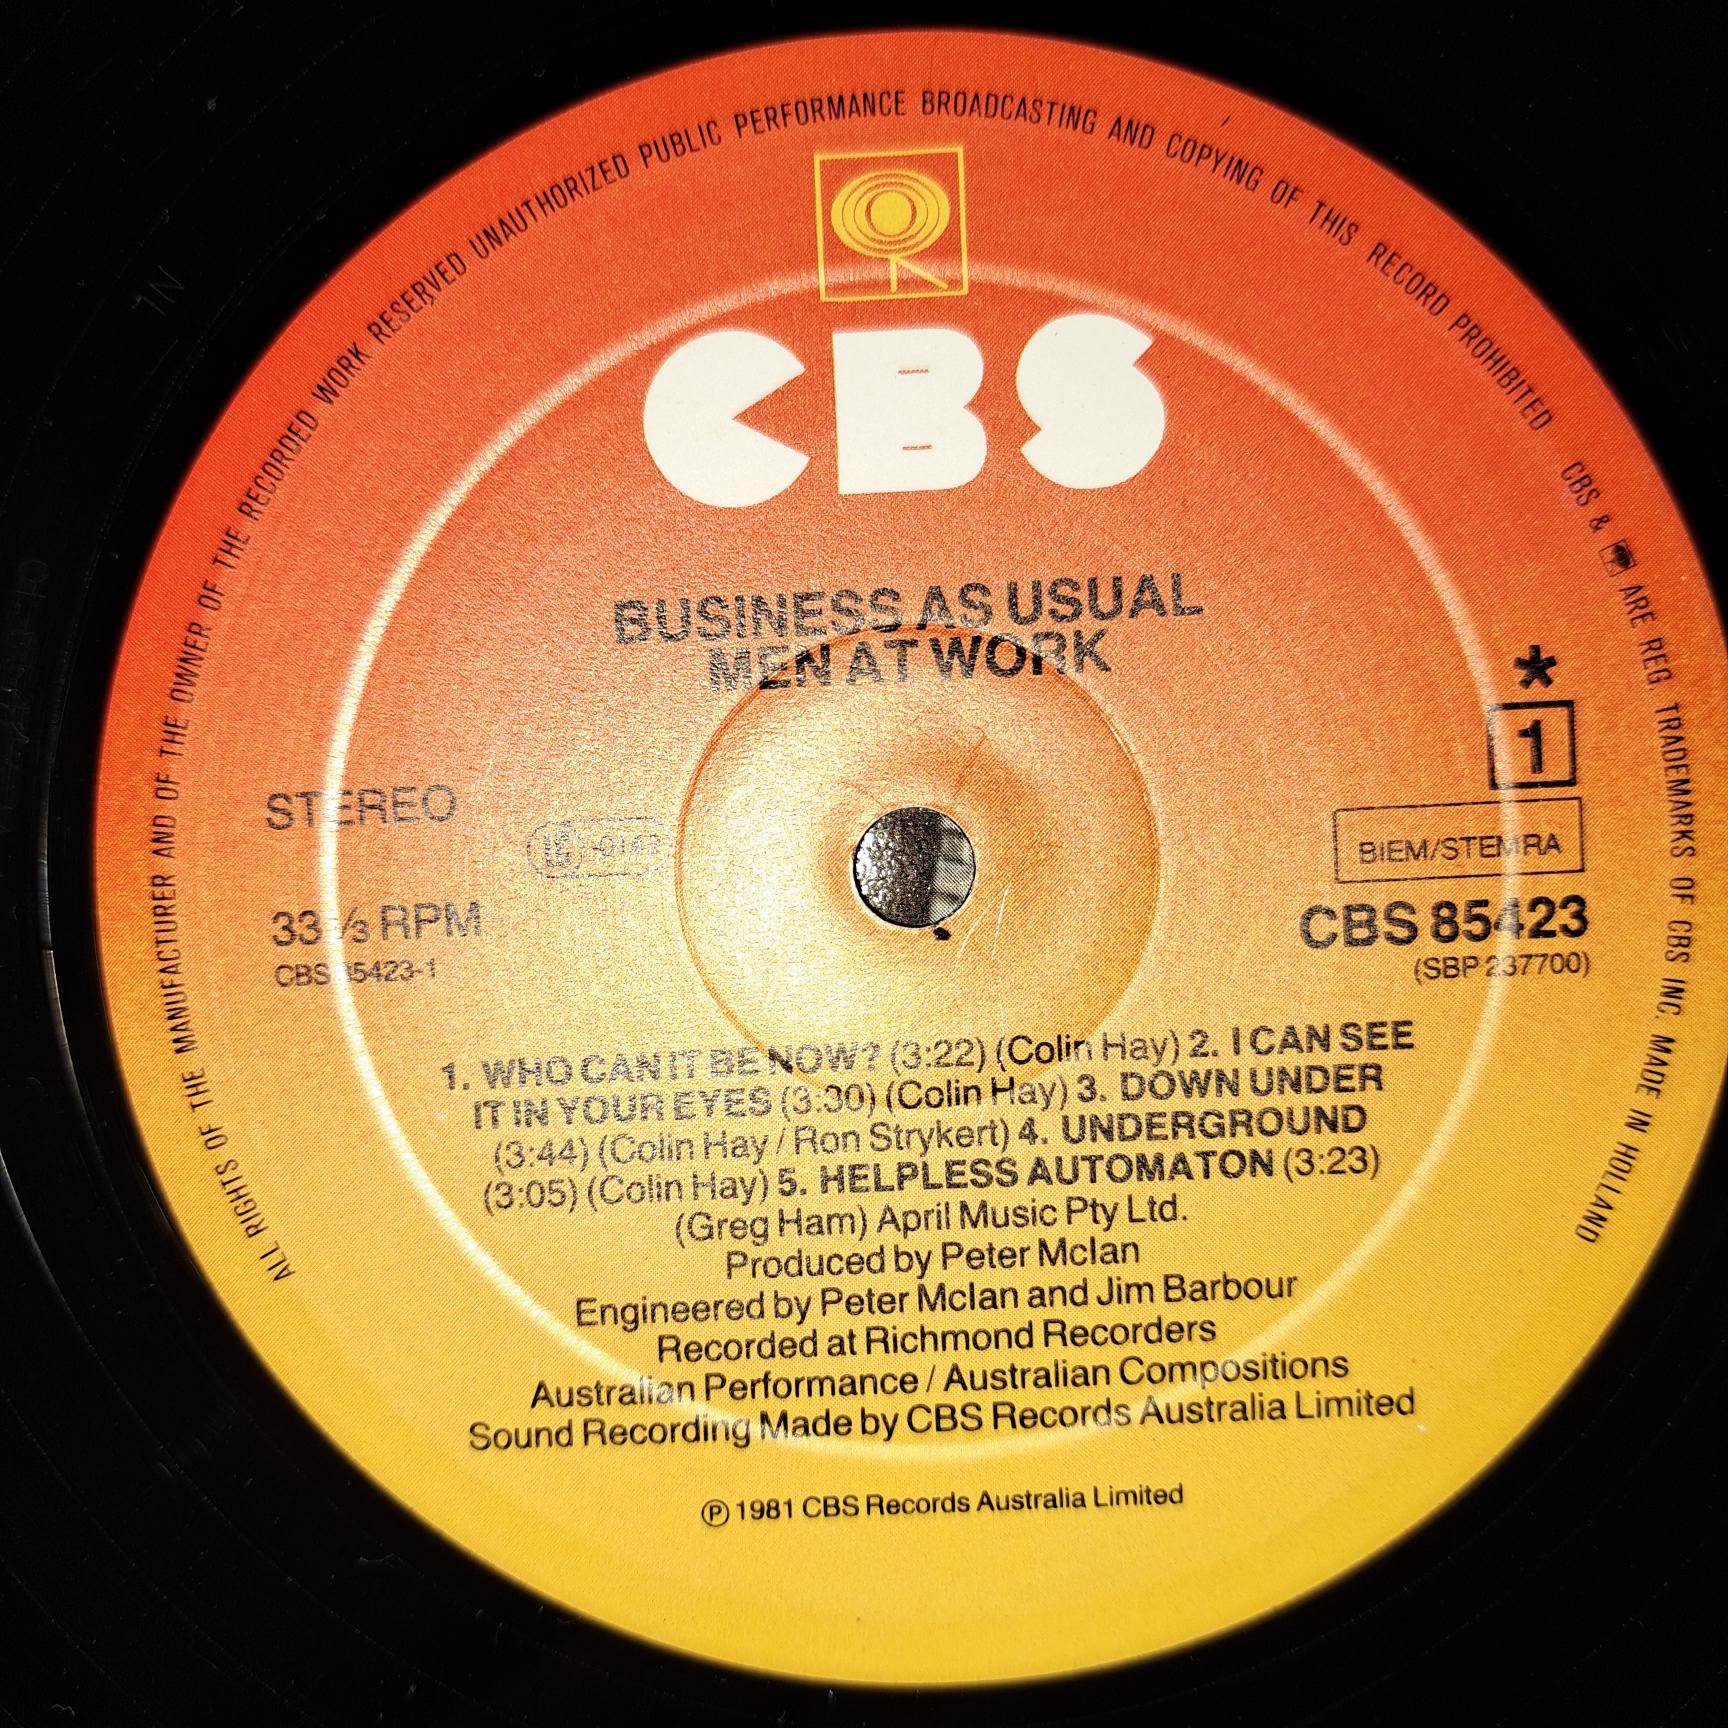 ALL RIGHTS OF THE MANUFACTURER AND OF THE OWNER OF THE RECORDED WORK RESERVED UNAUTHORIZED PUBLIC PERFORMANCE BROADCASTING AND COPYING OF THIS RECORD PROHIBITED CBS & ARE REG. TRADEMARKS OF CBS INC. MADE IN HOLLAND
CBS
BUSINESS AS USUAL
MEN AT WORK
*
1
STEREO
BIEM/STEMRA
33⅓ RPM
CBS 85423
CBS 85423-1
(SBP 237700)
1. WHO CAN IT BE NOW? (3:22) (Colin Hay) 2. I CAN SEE
IT IN YOUR EYES (3:30) (Colin Hay) 3. DOWN UNDER
(3:44) (Colin Hay / Ron Strykert) 4. UNDERGROUND
(3:05) (Colin Hay) 5. HELPLESS AUTOMATON (3:23)
(Greg Ham) April Music Pty Ltd.
Produced by Peter McIan
Engineered by Peter McIan and Jim Barbour
Recorded at Richmond Recorders
Australian Performance / Australian Compositions
Sound Recording Made by CBS Records Australia Limited
℗ 1981 CBS Records Australia Limited